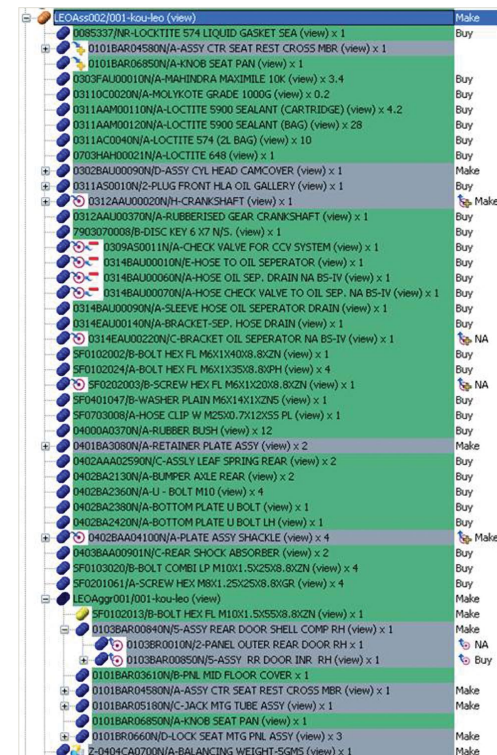 LEOAss002/001-kou-leo (view) Make
0085337/NR-LOCKTITE 574 LIQUID GASKET SEA (view) x 1 Buy
0101BAR04580N/A-ASSY CTR SEAT REST CROSS MBR (view) x 1
0101BAR06850N/A-KNOB SEAT PAN (view) x 1
0303FAU00010N/A-MAHINDRA MAXIMILE 10K (view) x 3.4 Buy
03110C0020N/A-MOLYKOTE GRADE 1000G (view) x 0.2 Buy
0311AAM00110N/A-LOCTITE 5900 SEALANT (CARTRIDGE) (view) x 4.2 Buy
0311AAM00120N/A-LOCTITE 5900 SEALANT (BAG) (view) x 28 Buy
0311AC0040N/A-LOCTITE 574 (2L BAG) (view) x 10 Buy
0703HAH00021N/A-LOCTITE 648 (view) x 1 Buy
0302BAU00090N/D-ASSY CYL HEAD CAMCOVER (view) x 1 Make
0311AS0010N/2-PLUG FRONT HLA OIL GALLERY (view) x 1 Buy
0312AAU00020N/H-CRANKSHAFT (view) x 1 Make
0312AAU00370N/A-RUBBERISED GEAR CRANKSHAFT (view) x 1 Buy
7903070008/B-DISC KEY 6 X7 N/S. (view) x 1 Buy
0309AS0011N/A-CHECK VALVE FOR CCV SYSTEM (view) x 1 Buy
0314BAU00010N/E-HOSE TO OIL SEPERATOR (view) x 1 Buy
0314BAU00060N/A-HOSE OIL SEP. DRAIN NA BS-IV (view) x 1 Buy
0314BAU00070N/A-HOSE CHECK VALVE TO OIL SEP. NA BS-IV (view) x 1 Buy
0314BAU00090N/A-SLEEVE HOSE OIL SEPERATOR DRAIN (view) x 1 Buy
0314EAU00140N/A-BRACKET-SEP. HOSE DRAIN (view) x 1 Buy
0314EAU00220N/C-BRACKET OIL SEPERATOR NA BS-IV (view) x 1 NA
SF0102002/B-BOLT HEX FL M6X1X40X8.8XZN (view) x 1 Buy
SF0102024/A-BOLT HEX FL M6X1X35X8.8XPH (view) x 4 Buy
SF0202003/B-SCREW HEX FL M6X1X20X8.8XZN (view) x 1 NA
SF0401047/B-WASHER PLAIN M6X14X1XZN5 (view) x 1 Buy
SF0703008/A-HOSE CLIP W M25X0.7X12XSS PL (view) x 1 Buy
04000A0370N/A-RUBBER BUSH (view) x 12 Buy
0401BA3080N/A-RETAINER PLATE ASSY (view) x 2 Make
0402AAA02590N/C-ASSLY LEAF SPRING REAR (view) x 2 Buy
0402BA2130N/A-BUMPER AXLE REAR (view) x 2 Buy
0402BA2360N/A-U - BOLT M10 (view) x 4 Buy
0402BA2380N/A-BOTTOM PLATE U BOLT (view) x 1 Buy
0402BA2420N/A-BOTTOM PLATE U BOLT LH (view) x 1 Buy
0402BAA04100N/A-PLATE ASSY SHACKLE (view) x 4 Make
0403BAA00901N/C-REAR SHOCK ABSORBER (view) x 2 Buy
SF0103020/B-BOLT COMBI LP M10X1.5X25X8.8XZN (view) x 4 Buy
SF0201061/A-SCREW HEX M8X1.25X25X8.8XGR (view) x 4 Buy
LEOAggr001/001-kou-leo (view) Make
SF0102013/B-BOLT HEX FL M10X1.5X55X8.8XZN (view) x 1 Make
0103BAR00840N/5-ASSY REAR DOOR SHELL COMP RH (view) x 1 Make
0103BR0010N/2-PANEL OUTER REAR DOOR RH x 1 NA
0103BAR00850N/5-ASSY RR DOOR INR RH (view) x 1 Buy
0101BAR03610N/B-PNL MID FLOOR COVER x 1
0101BAR04580N/A-ASSY CTR SEAT REST CROSS MBR (view) x 1 Make
0101BAR05180N/C-JACK MTG TUBE ASSY (view) x 1 Make
0101BAR06850N/A-KNOB SEAT PAN (view) x 1
0101BR0660N/D-LOCK SEAT MTG PNL ASSY (view) x 3 Make
Z-0404CA0700N/A-BALANCING WEIGHT-5GMS (view) x 1 Make